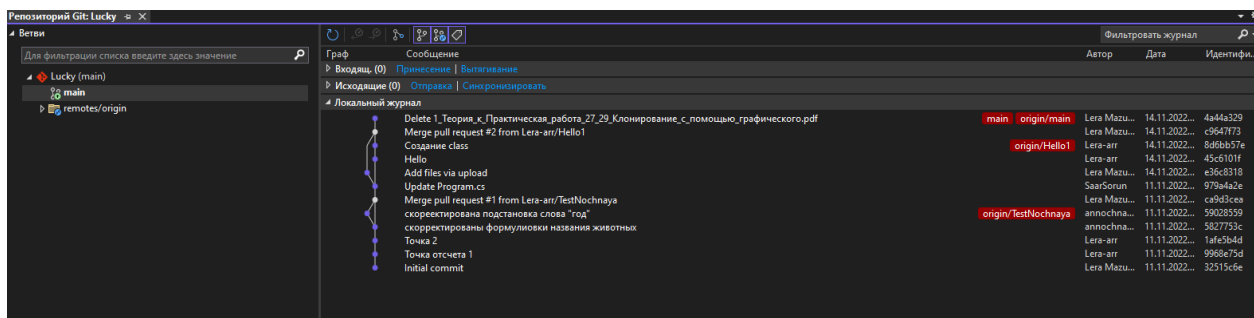 Репозиторий Git: Lucky
Ветви
Для фильтрации списка введите здесь значение
Lucky (main)
main
remotes/origin
Фильтровать журнал
Граф Сообщение Автор Дата Идентифи...
Входящ. (0) Принесение | Вытягивание
Исходящие (0) Отправка | Синхронизировать
Локальный журнал
Delete 1_Теория_к_Практическая_работа_27_29_Клонирование_с_помощью_графического.pdf main origin/main Lera Mazu... 14.11.2022... 4a44a329
Merge pull request #2 from Lera-arr/Hello1 Lera Mazu... 14.11.2022... c9647f73
Создание class origin/Hello1 Lera-arr 14.11.2022... 8d6bb57e
Hello Lera-arr 14.11.2022... 45c6101f
Add files via upload Lera Mazu... 14.11.2022... e36c8318
Update Program.cs SaarSorun 11.11.2022... 979a4a2e
Merge pull request #1 from Lera-arr/TestNochnaya Lera Mazu... 11.11.2022... ca9d3cea
скореектирована подстановка слова "год" origin/TestNochnaya annochna... 11.11.2022... 59028559
скорректированы формулиовки названия животных annochna... 11.11.2022... 5827753c
Точка 2 Lera-arr 11.11.2022... 1afe5b4d
Точка отсчета 1 Lera-arr 11.11.2022... 9968e75d
Initial commit Lera Mazu... 11.11.2022... 32515c6e